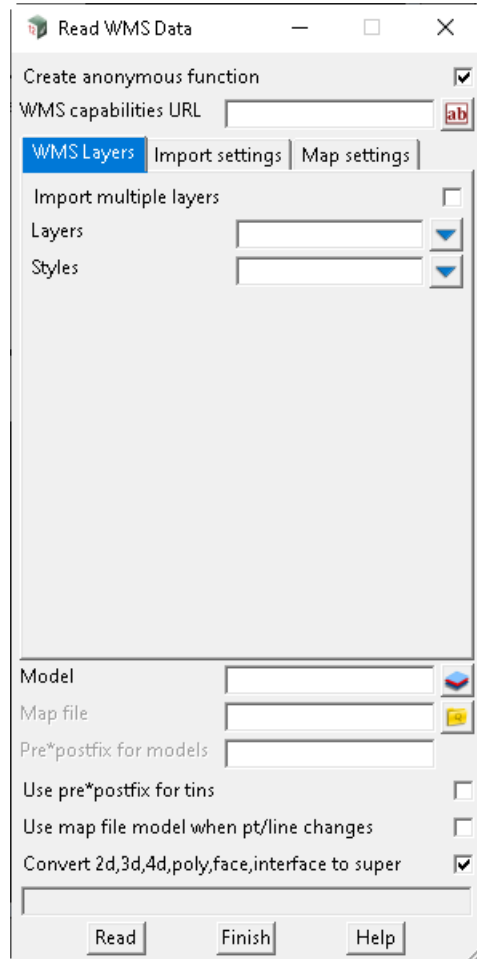 Read WMS Data
Create anonymous function
WMS capabilities URL
ab
WMS Layers Import settings Map settings
Import multiple layers
Layers
Styles
Model
Map file
Pre*postfix for models
Use pre*postfix for tins
Use map file model when pt/line changes
Convert 2d,3d,4d,poly,face,interface to super
Read Finish Help